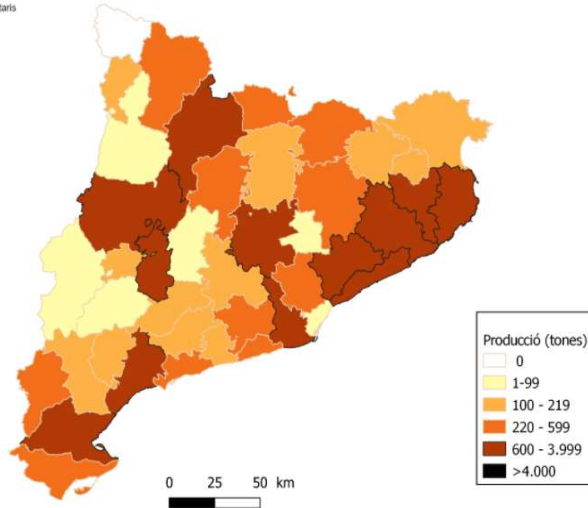 taris
Producció (tones)
0
1-99
100 - 219
220 - 599
600 - 3.999
>4.000
0 25 50 km